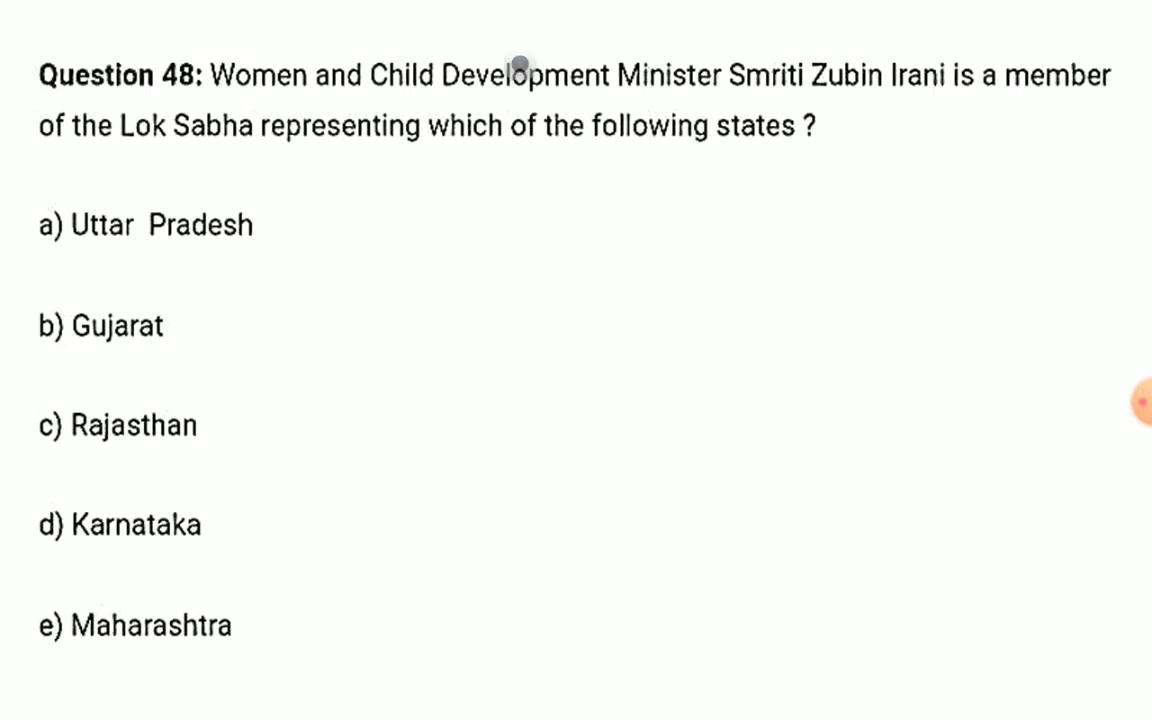 Question 48: Women and Child Development Minister Smriti Zubin Irani is a member
of the Lok Sabha representing which of the following states ?
a) Uttar Pradesh
b) Gujarat
c) Rajasthan
d) Karnataka
e) Maharashtra